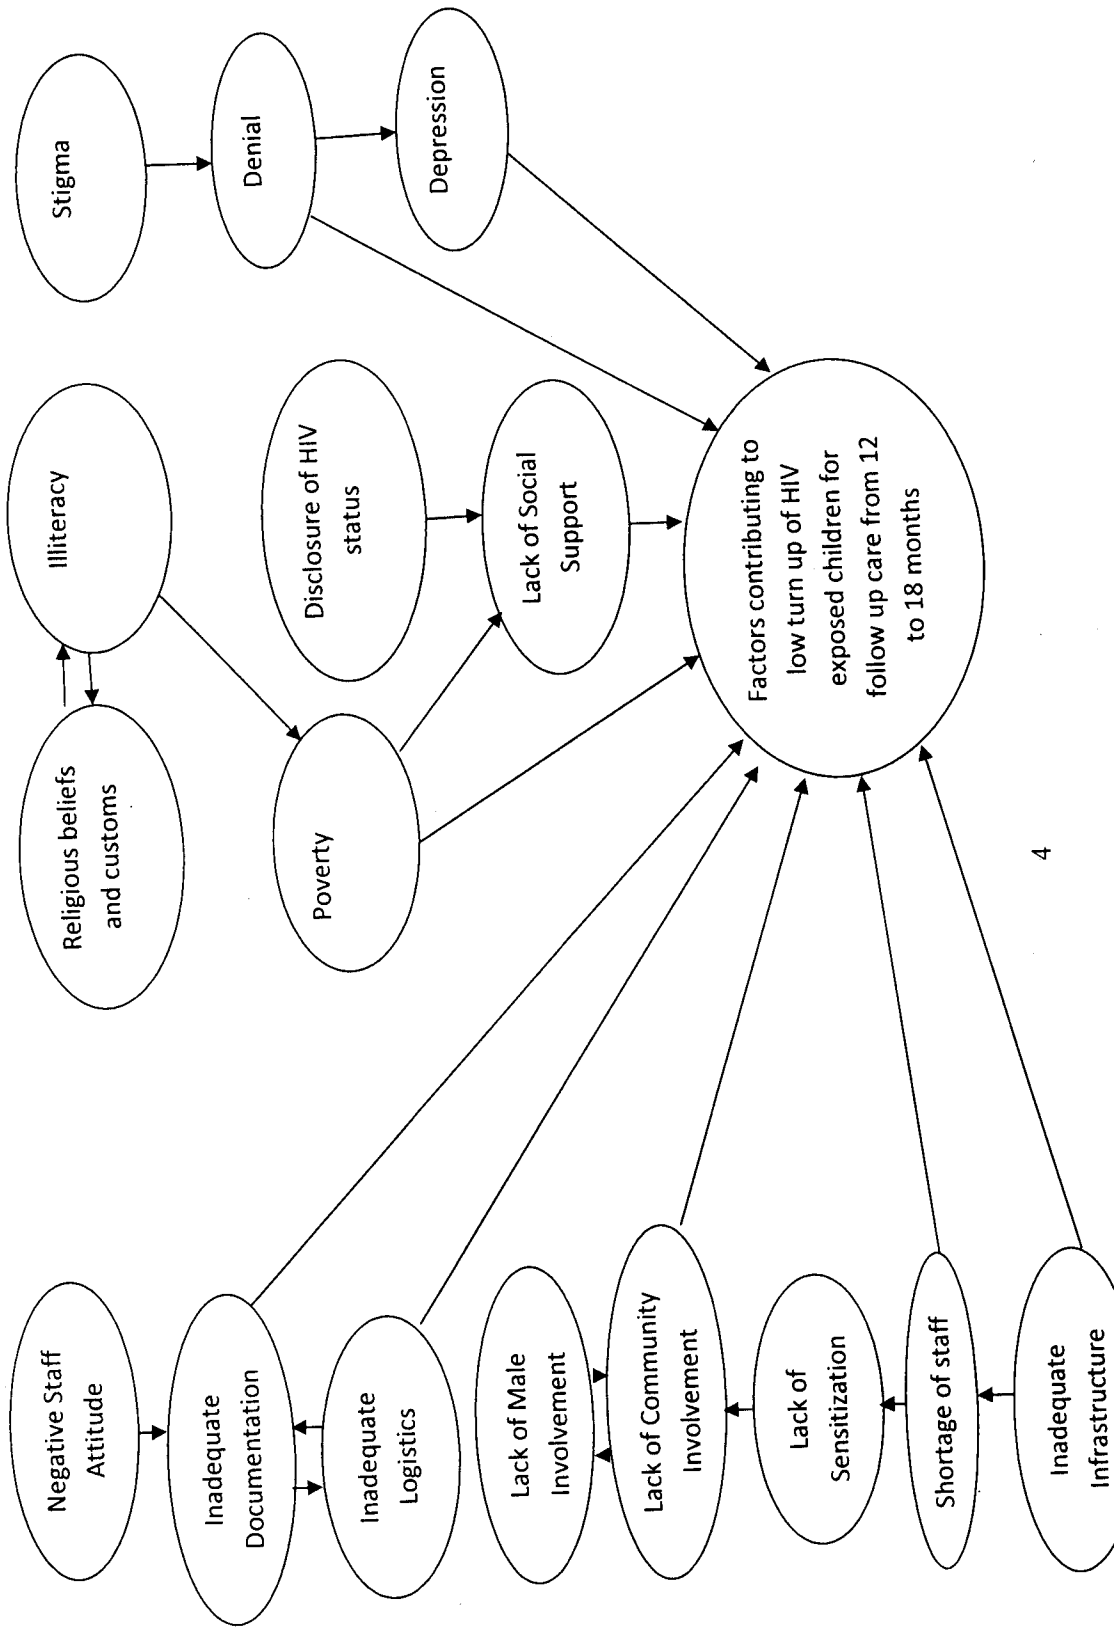 Negative Staff
Attitude
Religious beliefs
and customs
Illiteracy
Stigma
Inadequate
Documentation
Denial
Poverty
Disclosure of HIV
status
Inadequate
Logistics
Depression
Lack of Male
Involvement
Lack of Social
Support
Lack of Community
Involvement
Lack of
Sensitization
Factors contributing to
low turn up of HIV
exposed children for
follow up care from 12
to 18 months
Shortage of staff
Inadequate
Infrastructure
4